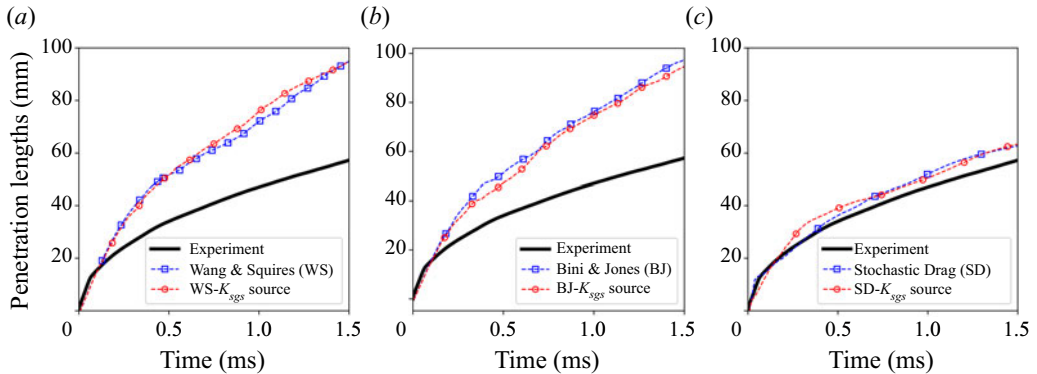 (a)
Penetration lengths (mm)
100
80
60
40
20
0
0.5
1.0
1.5
Time (ms)
Experiment
Wang & Squires (WS)
WS-Ksgs source
(b)
100
80
60
40
20
0
0.5
1.0
1.5
Time (ms)
Experiment
Bini & Jones (BJ)
BJ-Ksgs source
(c)
100
80
60
40
20
0
0.5
1.0
1.5
Time (ms)
Experiment
Stochastic Drag (SD)
SD-Ksgs source